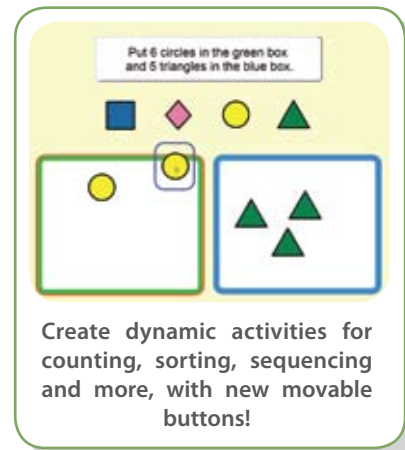 Put 6 circles in the green box
and 5 triangles in the blue box.
Create dynamic activities for
counting, sorting, sequencing
and more, with new movable
buttons!